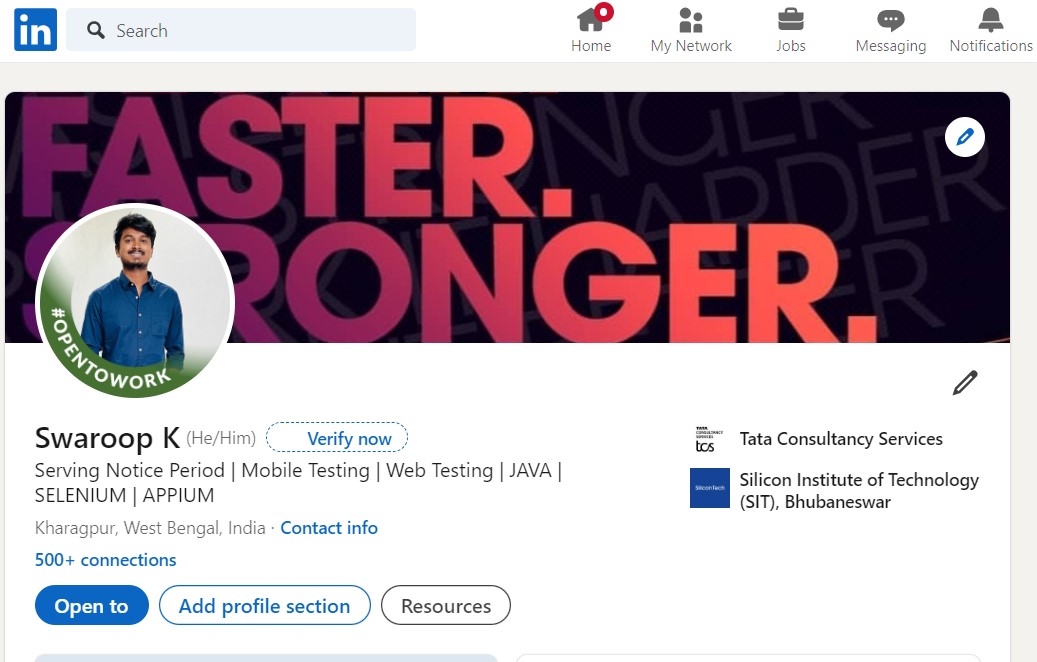 in
Search
Home
My Network
Jobs
Messaging
Notifications
FASTER.
STRONGER.
#OPENTOWORK
Swaroop K (He/Him) Verify now
Serving Notice Period | Mobile Testing | Web Testing | JAVA |
SELENIUM | APPIUM
Kharagpur, West Bengal, India · Contact info
500+ connections
Open to
Add profile section
Resources
TATA
CONSULTANCY
SERVICES
tcs
Tata Consultancy Services
SiliconTech
Silicon Institute of Technology
(SIT), Bhubaneswar